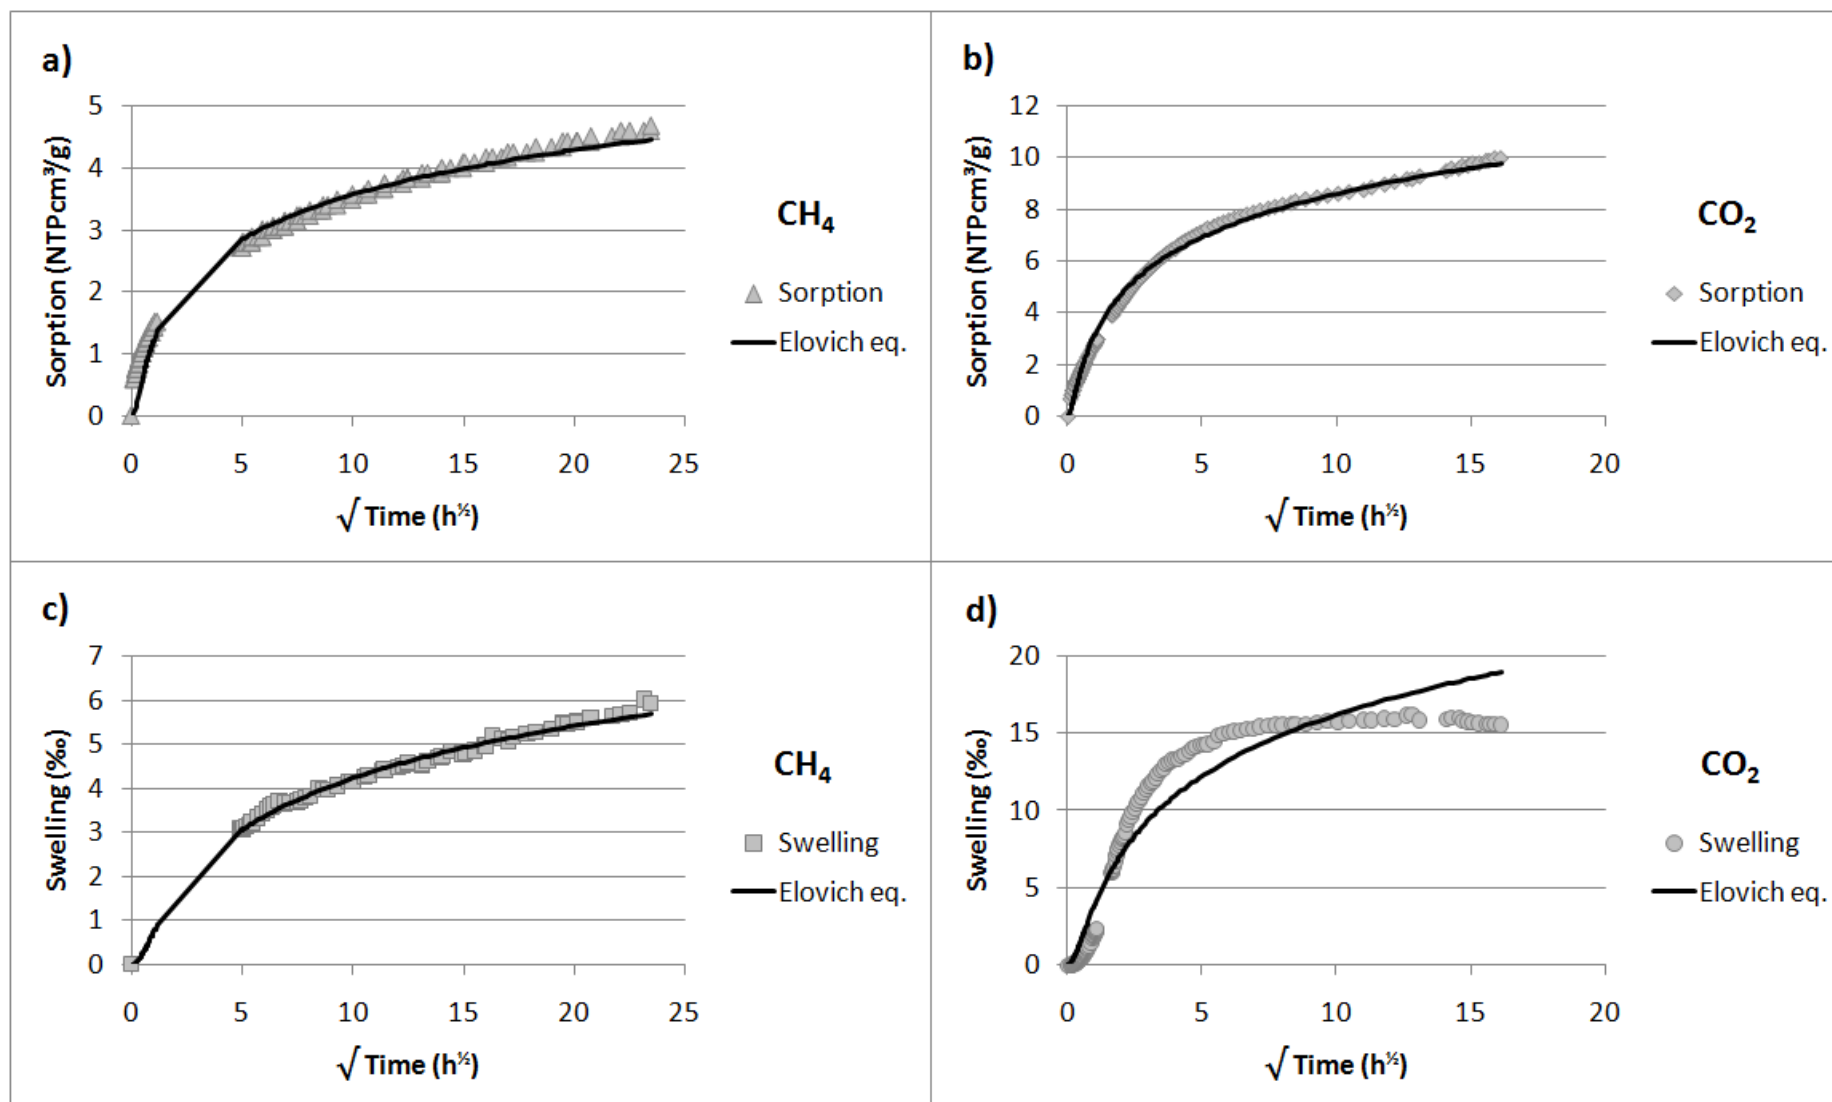 a)
5
4
3
2
1
0
0 5 10 15 20 25
Sorption (NTPcm³/g)
√ Time (h½)
CH₄
Sorption
Elovich eq.
b)
12
10
8
6
4
2
0
0 5 10 15 20
Sorption (NTPcm³/g)
√ Time (h½)
CO₂
Sorption
Elovich eq.
c)
7
6
5
4
3
2
1
0
0 5 10 15 20 25
Swelling (‰)
√ Time (h½)
CH₄
Swelling
Elovich eq.
d)
20
15
10
5
0
0 5 10 15 20
Swelling (‰)
√ Time (h½)
CO₂
Swelling
Elovich eq.